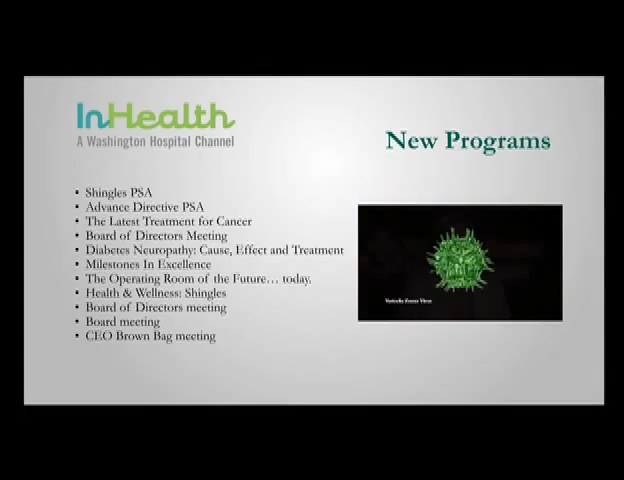 InHealth
A Washington Hospital Channel
New Programs
• Shingles PSA
• Advance Directive PSA
• The Latest Treatment for Cancer
• Board of Directors Meeting
• Diabetes Neuropathy: Cause, Effect and Treatment
• Milestones In Excellence
• The Operating Room of the Future… today.
• Health & Wellness: Shingles
• Board of Directors meeting
• Board meeting
• CEO Brown Bag meeting
Varicella Zoster Virus